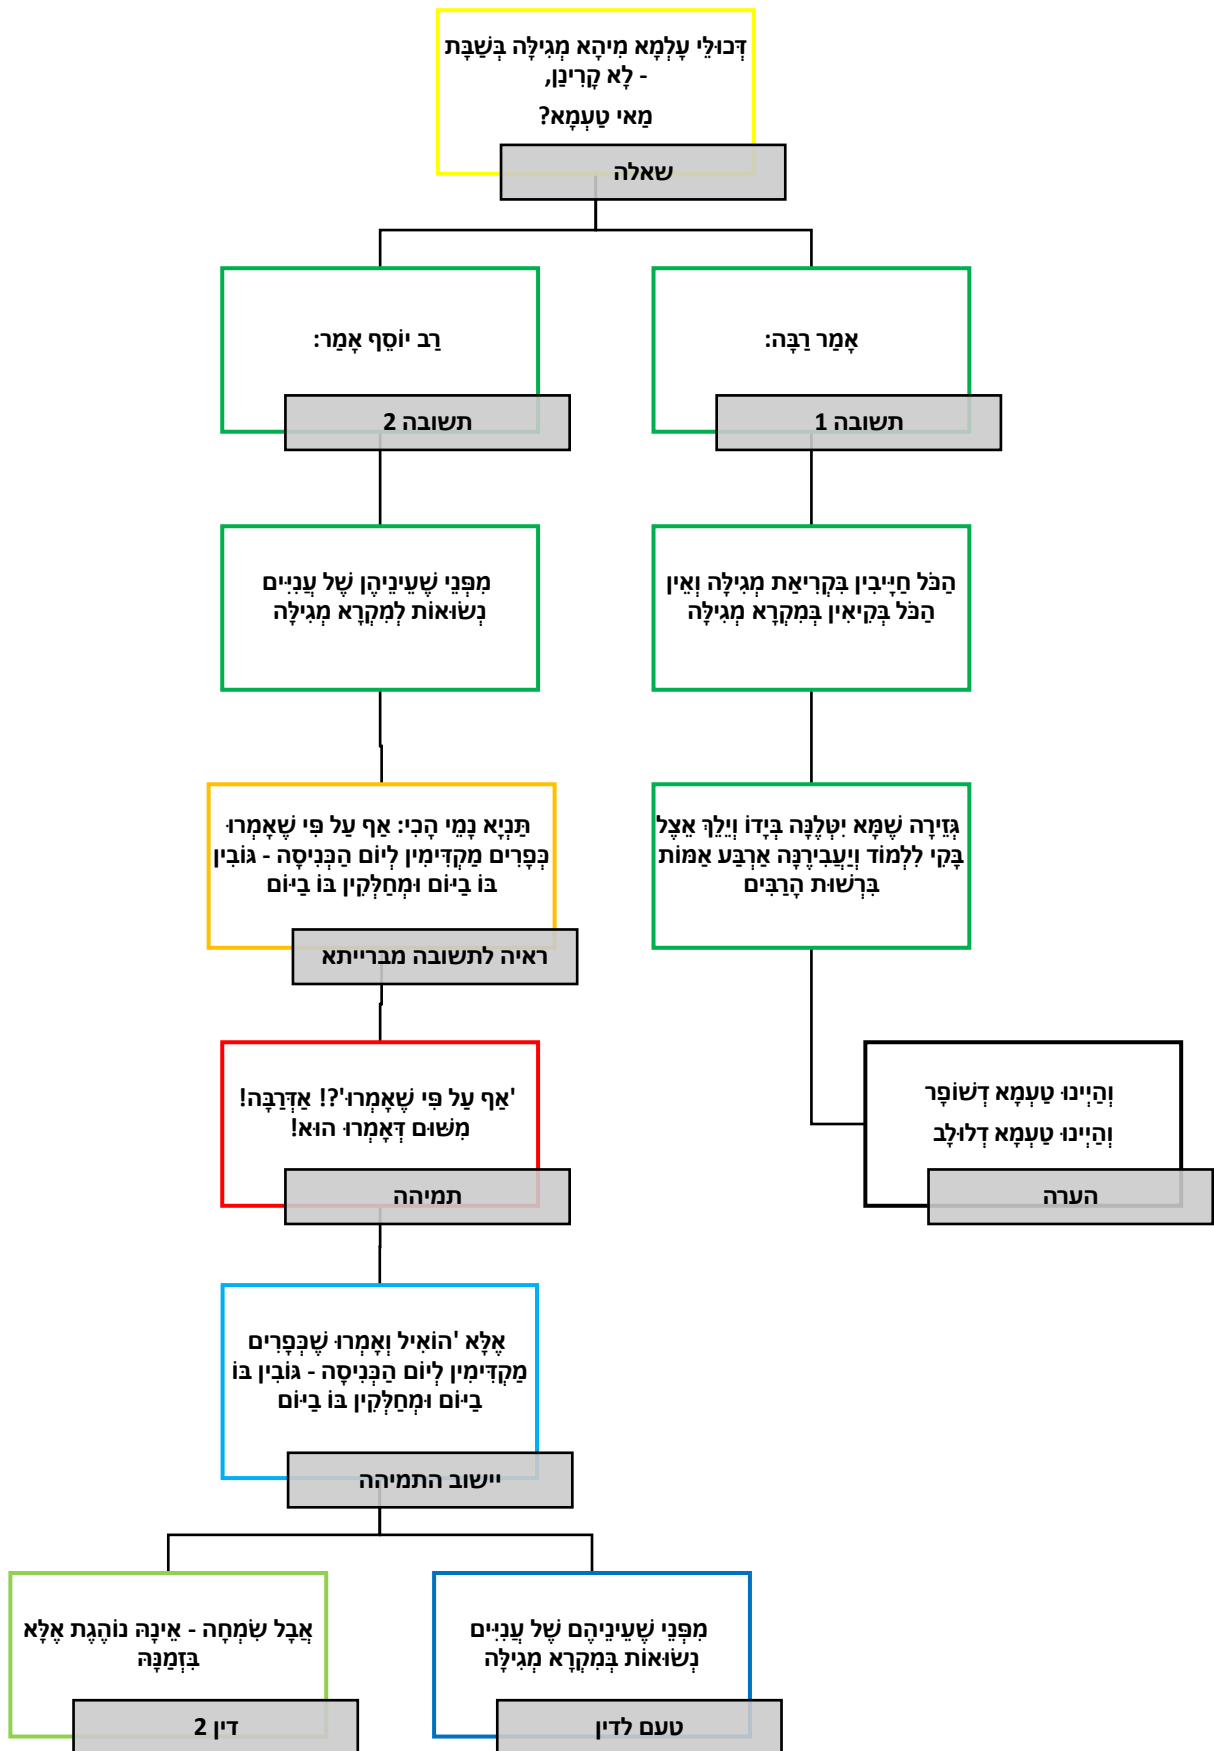 דְּכוּלֵּי עָלְמָא מִיהָא מְגִילָּה בְּשַׁבָּת
- לָא קָרֵינַן,
מַאי טַעְמָא?
שאלה
אָמַר רַבָּה:
תשובה 1
רַב יוֹסֵף אָמַר:
תשובה 2
הַכֹּל חַיָּיבִין בִּקְרִיאַת מְגִילָּה וְאֵין
הַכֹּל בְּקִיאִין בְּמִקְרָא מְגִילָּה
מִפְּנֵי שֶׁעֵינֵיהֶן שֶׁל עֲנִיִּים
נְשׂוּאוֹת לְמִקְרָא מְגִילָּה
גְּזֵירָה שֶׁמָּא יִטְּלֶנָּה בְּיָדוֹ וְיֵלֵךְ אֵצֶל
בָּקִי לִלְמוֹד וְיַעֲבִירֶנָּה אַרְבַּע אַמּוֹת
בִּרְשׁוּת הָרַבִּים
תַּנְיָא נָמֵי הָכִי: אַף עַל פִּי שֶׁאָמְרוּ
כְּפָרִים מַקְדִּימִין לְיוֹם הַכְּנִיסָה - גּוֹבִין
בּוֹ בַּיּוֹם וּמְחַלְּקִין בּוֹ בַּיּוֹם
ראיה לתשובה מברייתא
וְהַיְינוּ טַעְמָא דְשׁוֹפָר
וְהַיְינוּ טַעְמָא דְלוּלָב
הערה
'אַף עַל פִּי שֶׁאָמְרוּ'?! אַדְּרַבָּה!
מִשּׁוּם דְּאָמְרוּ הוּא!
תמיהה
אֶלָּא 'הוֹאִיל וְאָמְרוּ שֶׁכְּפָרִים
מַקְדִּימִין לְיוֹם הַכְּנִיסָה - גּוֹבִין בּוֹ
בַּיּוֹם וּמְחַלְּקִין בּוֹ בַּיּוֹם
יישוב התמיהה
מִפְּנֵי שֶׁעֵינֵיהֶם שֶׁל עֲנִיִּים
נְשׂוּאוֹת בְּמִקְרָא מְגִילָּה
טעם לדין
אֲבָל שִׂמְחָה - אֵינָהּ נוֹהֶגֶת אֶלָּא
בִּזְמַנָּהּ
דין 2